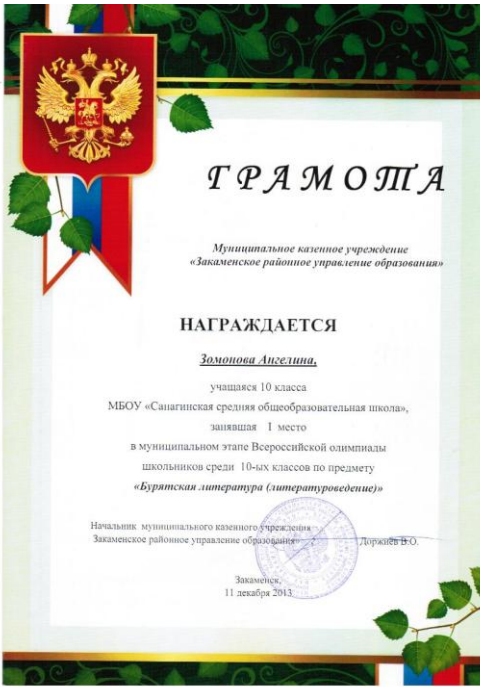 ГРАМОТА
Муниципальное казенное учреждение
«Закаменское районное управление образования»
НАГРАЖДАЕТСЯ
Зомонова Ангелина,
учащаяся 10 класса
МБОУ «Санагинская средняя общеобразовательная школа»,
занявшая I место
в муниципальном этапе Всероссийской олимпиады
школьников среди 10-ых классов по предмету
«Бурятская литература (литературоведение)»
Начальник муниципального казенного учреждения
Закаменское районное управление образования» Доржиев В.О.
Закаменск,
11 декабря 2013